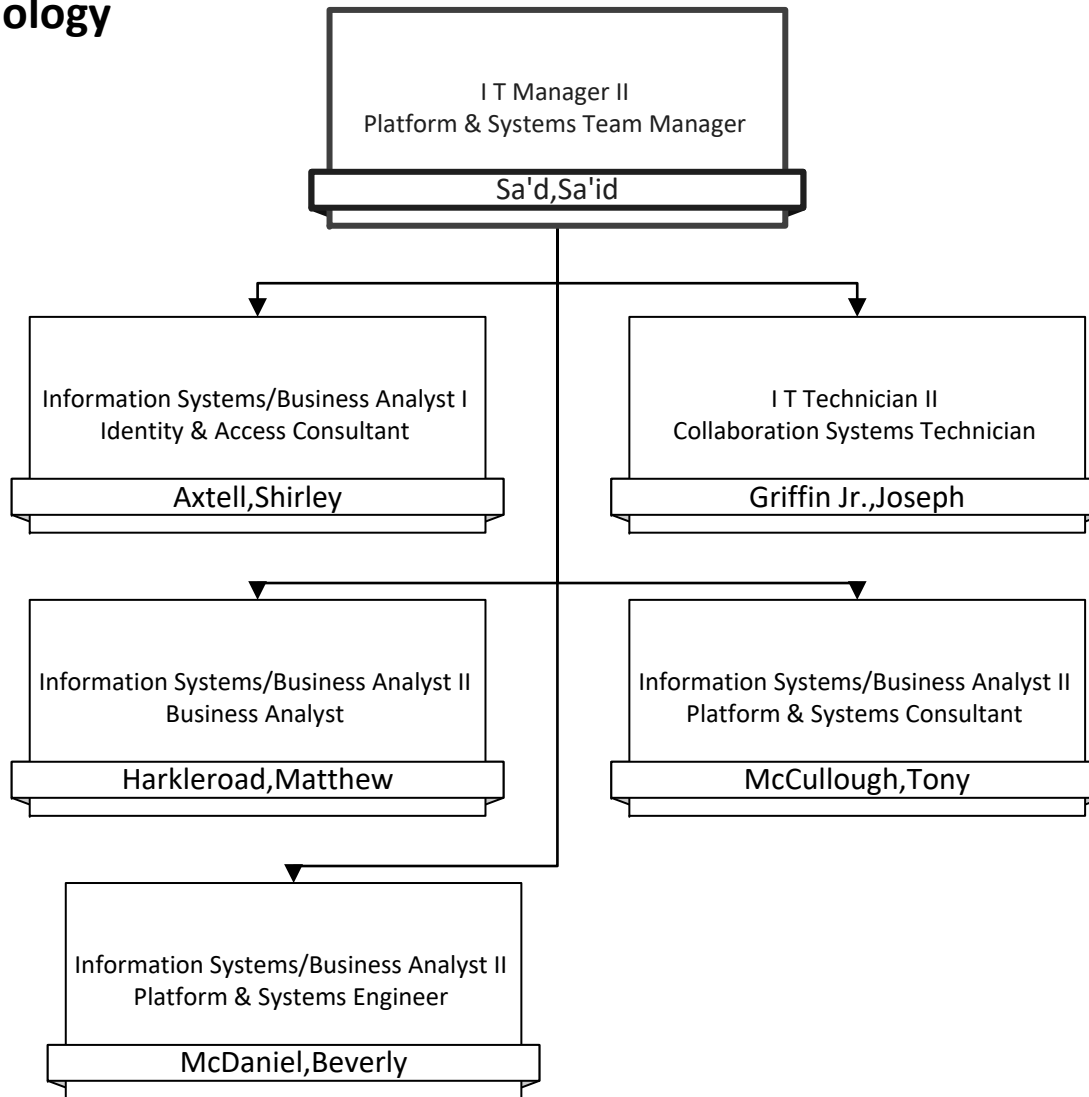 ology
I T Manager II
Platform & Systems Team Manager
Sa'd,Sa'id
Information Systems/Business Analyst I
Identity & Access Consultant
Axtell,Shirley
I T Technician II
Collaboration Systems Technician
Griffin Jr.,Joseph
Information Systems/Business Analyst II
Business Analyst
Harkleroad,Matthew
Information Systems/Business Analyst II
Platform & Systems Consultant
McCullough,Tony
Information Systems/Business Analyst II
Platform & Systems Engineer
McDaniel,Beverly